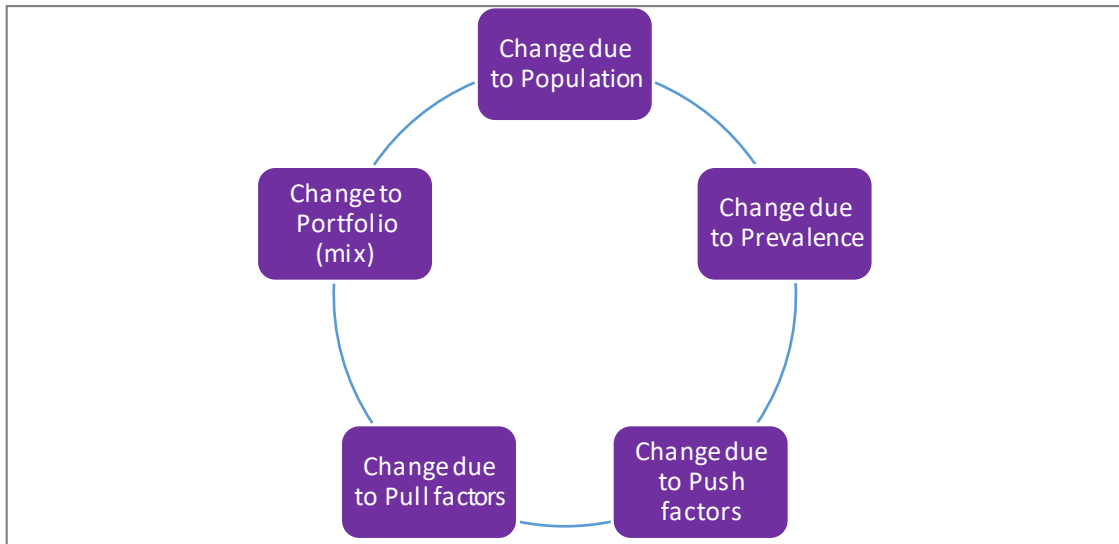 Change due
to Population
Change due
to Prevalence
Change due
to Push
factors
Change due
to Pull factors
Change to
Portfolio
(mix)